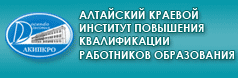 АЛТАЙСКИЙ КРАЕВОЙ
ИНСТИТУТ ПОВЫШЕНИЯ
КВАЛИФИКАЦИИ
РАБОТНИКОВ ОБРАЗОВАНИЯ
АКИПКРО